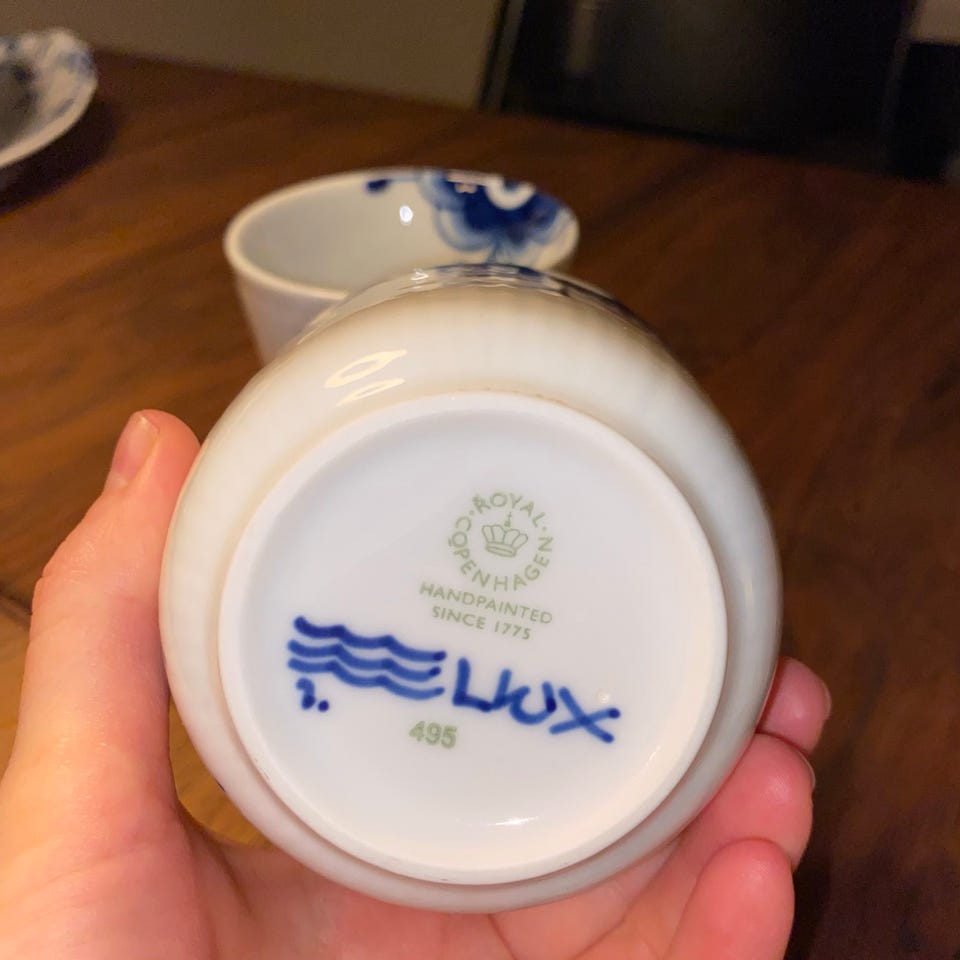 ROYAL · COPENHAGEN ·
HANDPAINTED
SINCE 1775
495